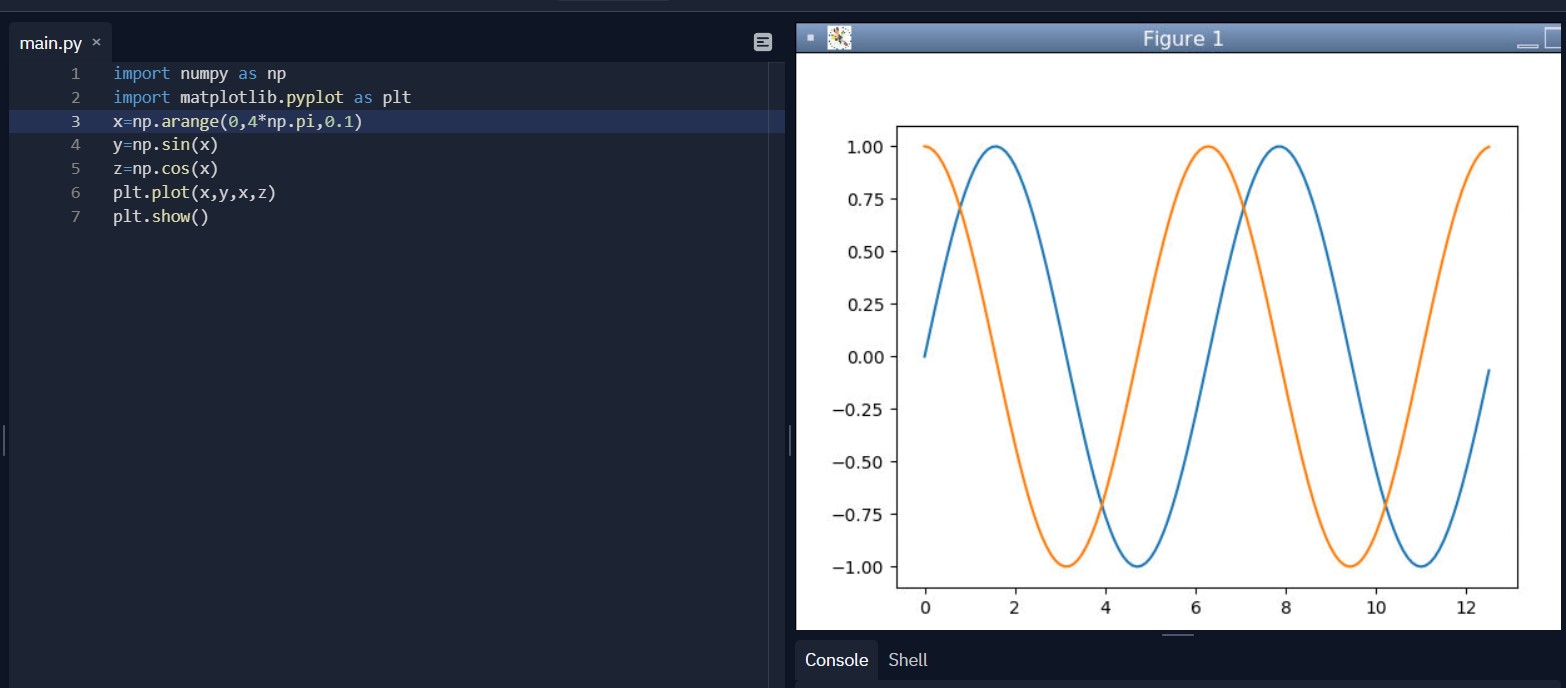 main.py ×
1 import numpy as np
2 import matplotlib.pyplot as plt
3 x=np.arange(0,4*np.pi,0.1)
4 y=np.sin(x)
5 z=np.cos(x)
6 plt.plot(x,y,x,z)
7 plt.show()
Figure 1
1.00
0.75
0.50
0.25
0.00
−0.25
−0.50
−0.75
−1.00
0 2 4 6 8 10 12
Console Shell